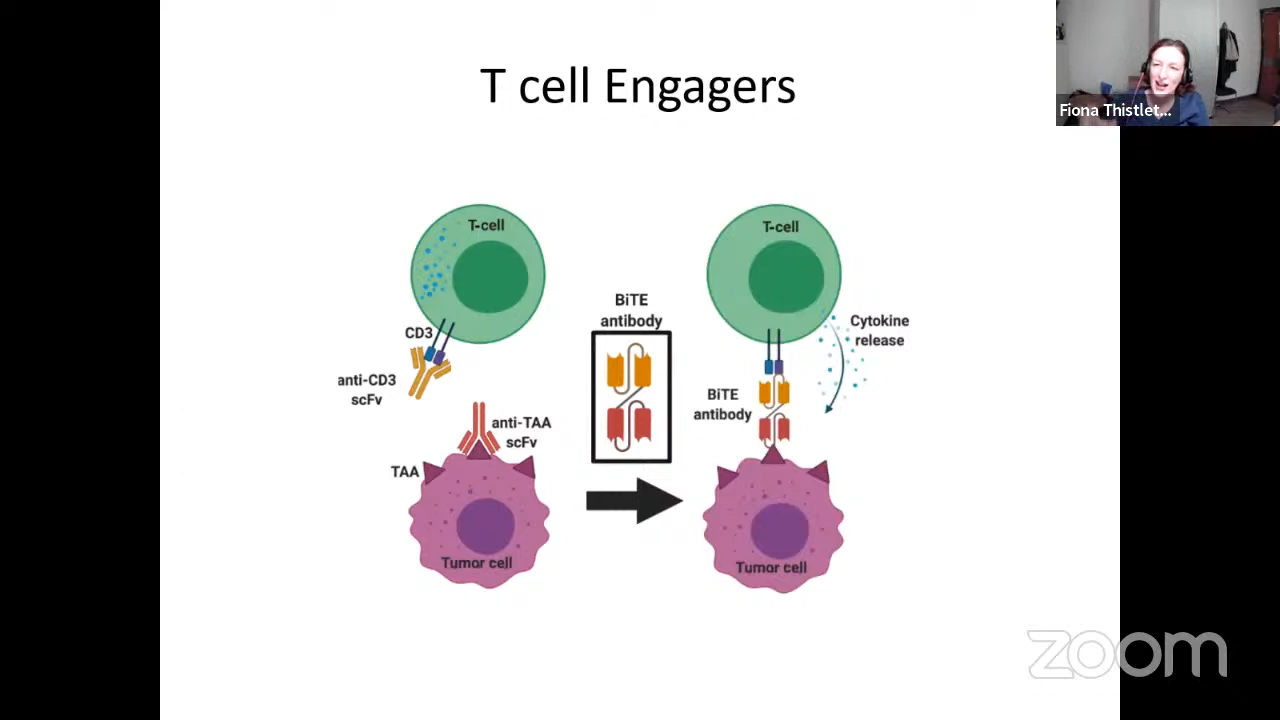 T cell Engagers
Fiona Thistlet...
T-cell
CD3
anti-CD3
scFv
anti-TAA
scFv
TAA
Tumor cell
BiTE
antibody
T-cell
Cytokine
release
BiTE
antibody
Tumor cell
zoom